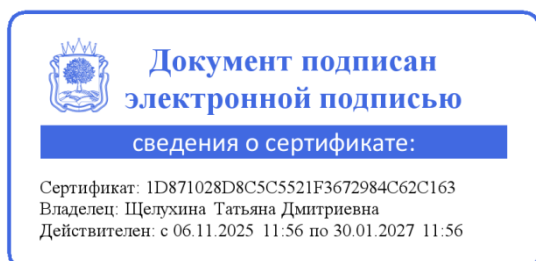 Документ подписан
электронной подписью
сведения о сертификате:
Сертификат: 1D871028D8C5C5521F3672984C62C163
Владелец: Щелухина Татьяна Дмитриевна
Действителен: с 06.11.2025 11:56 по 30.01.2027 11:56